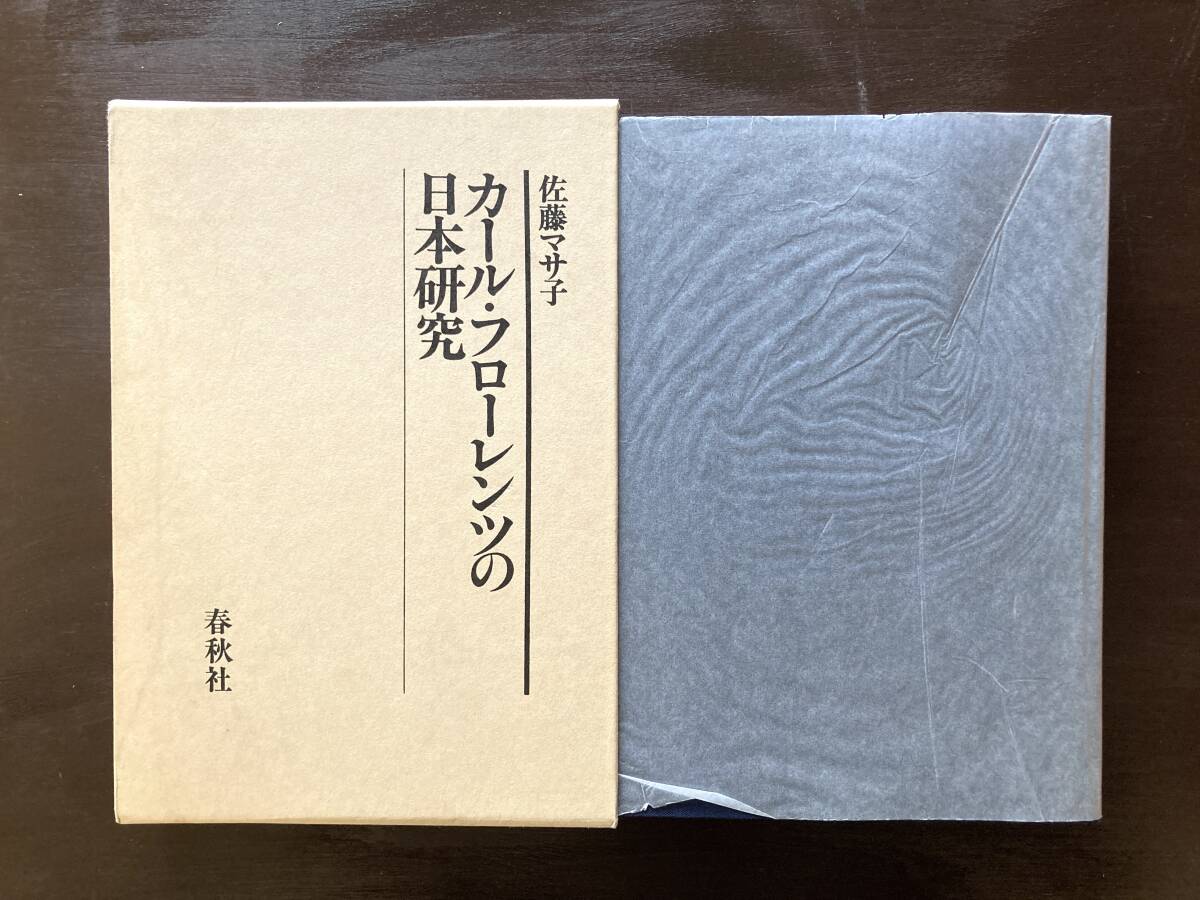 佐藤マサ子
カール・フローレンツの
日本研究
春秋社